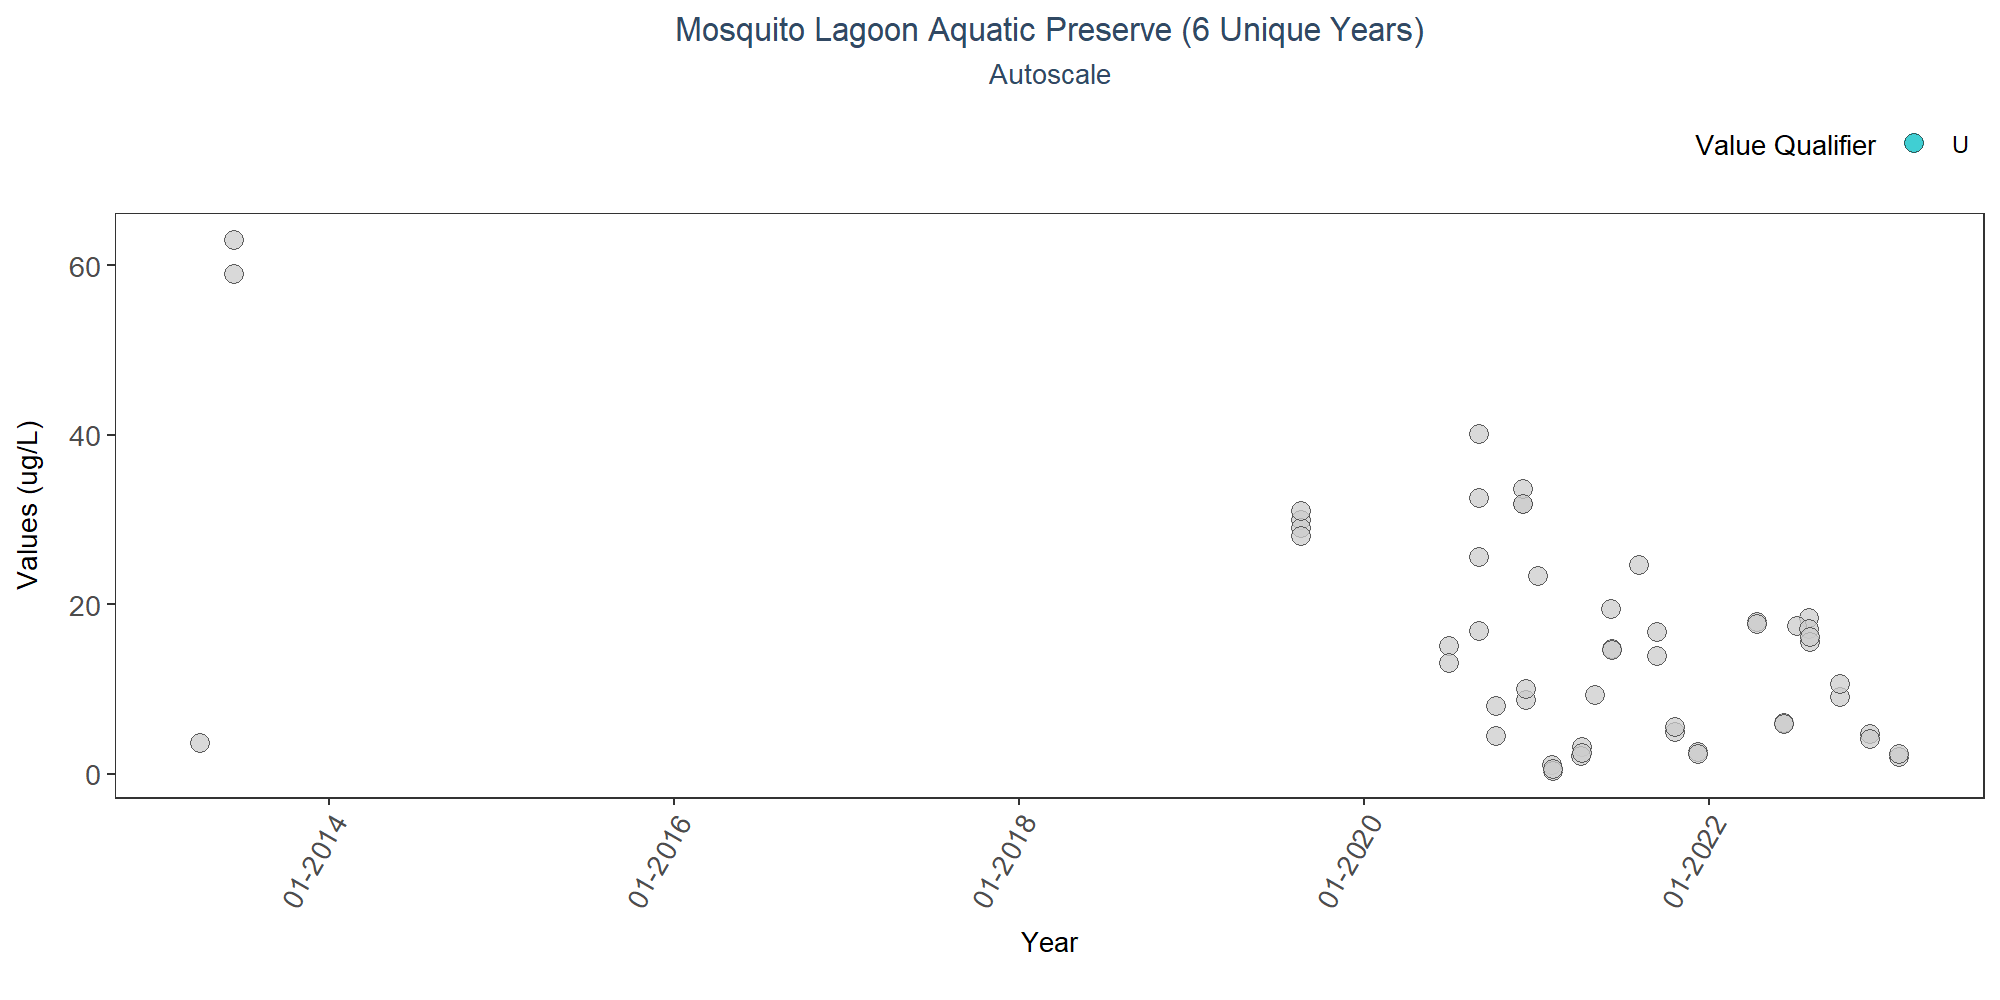 Mosquito Lagoon Aquatic Preserve (6 Unique Years)
Autoscale
Value Qualifier U
Values (ug/L)
60
40
20
0
01-2014
01-2016
01-2018
01-2020
01-2022
Year